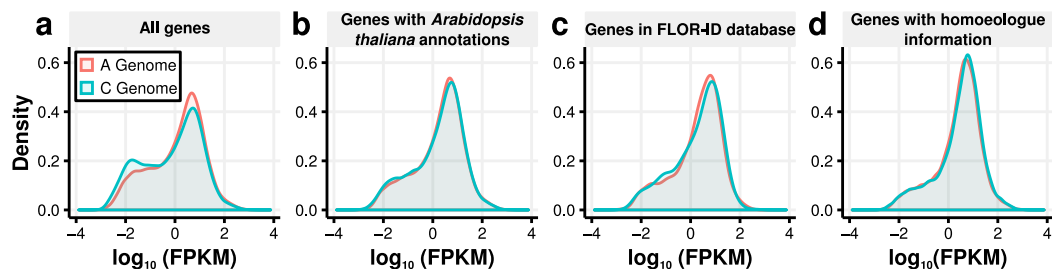 a
All genes
b
Genes with Arabidopsis
thaliana annotations
c
Genes in FLOR-ID database
d
Genes with homoeologue
information
A Genome
C Genome
Density
0.6
0.4
0.2
0.0
−4 −2 0 2 4
log10 (FPKM)
0.6
0.4
0.2
0.0
−4 −2 0 2 4
log10 (FPKM)
0.6
0.4
0.2
0.0
−4 −2 0 2 4
log10 (FPKM)
0.6
0.4
0.2
0.0
−4 −2 0 2 4
log10(FPKM)